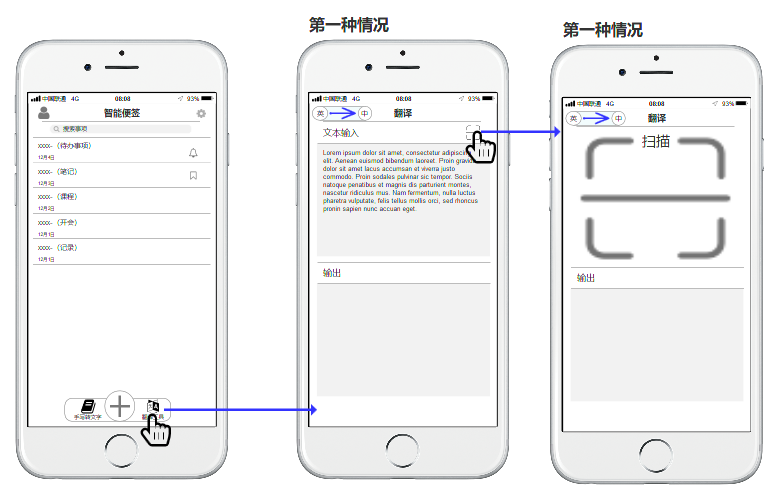 中国联通 4G 08:08 93%
智能便签
搜索事项
xxxx-（待办事项）
12月4日
xxxx-（笔记）
12月3日
xxxx-（课程）
12月2日
xxxx-（开会）
12月1日
xxxx-（记录）
12月1日
手写转文字
第一种情况
中国联通 4G 08:08 93%
英 中 翻译
文本输入
Lorem ipsum dolor sit amet, consectetur adipiscing
elit. Aenean euismod bibendum laoreet. Proin gravida
dolor sit amet lacus accumsan et viverra justo
commodo. Proin sodales pulvinar sic tempor. Sociis
natoque penatibus et magnis dis parturient montes,
nascetur ridiculus mus. Nam fermentum, nulla luctus
pharetra vulputate, felis tellus mollis orci, sed rhoncus
pronin sapien nunc accuan eget.
输出
第一种情况
中国联通 4G 08:08 93%
英 中 翻译
扫描
输出